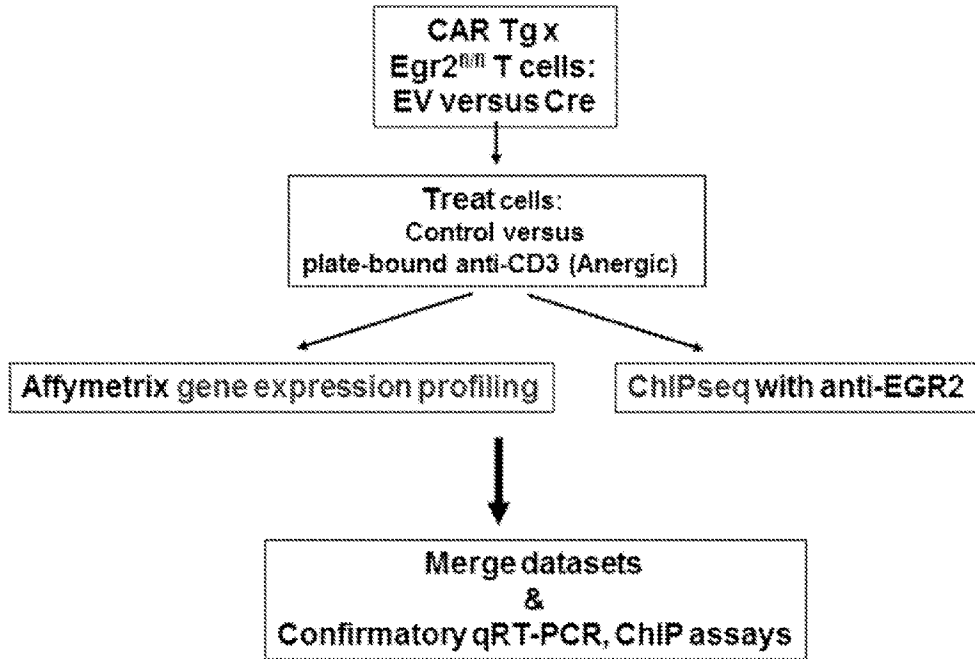 CAR Tg x
Egr2fl/fl T cells:
EV versus Cre
Treat cells:
Control versus
plate-bound anti-CD3 (Anergic)
Affymetrix gene expression profiling
ChIPseq with anti-EGR2
Merge datasets
&
Confirmatory qRT-PCR, ChIP assays